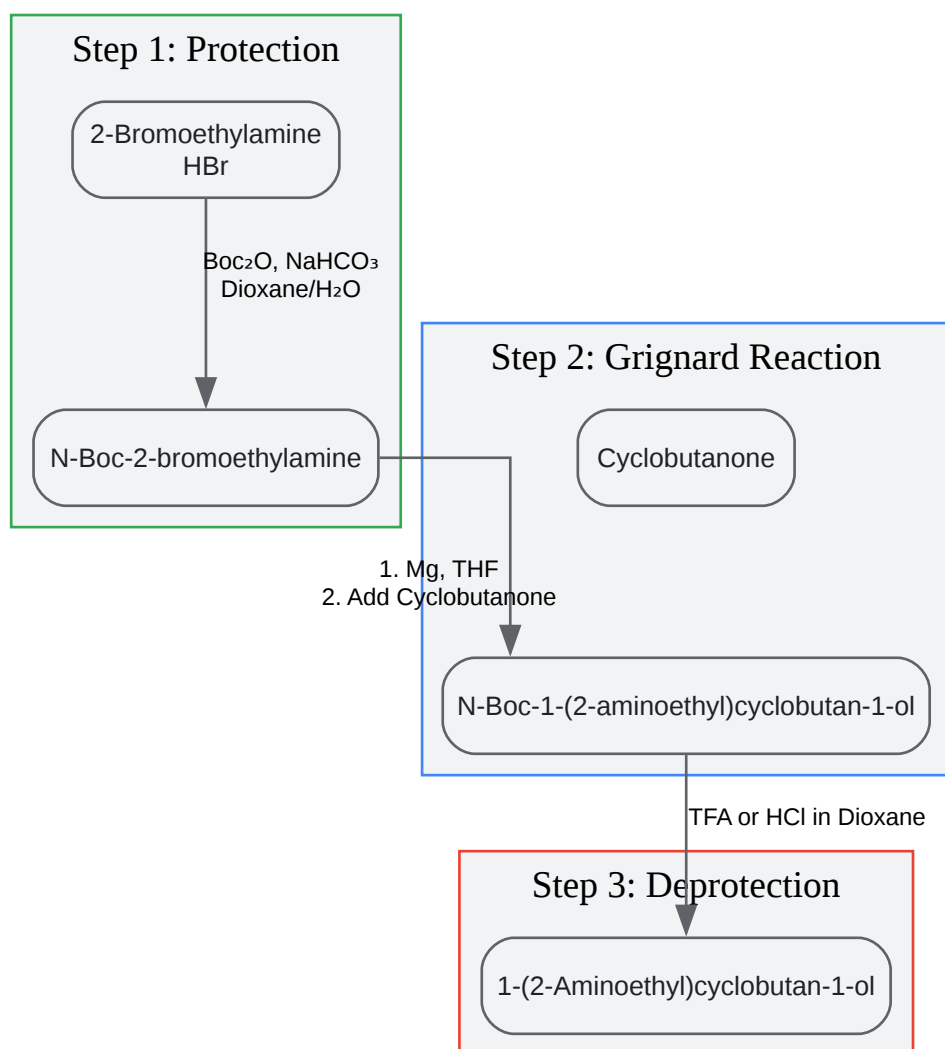 Step 1: Protection
2-Bromoethylamine
HBr
Boc₂O, NaHCO₃
Dioxane/H₂O
N-Boc-2-bromoethylamine
Step 2: Grignard Reaction
Cyclobutanone
1. Mg, THF
2. Add Cyclobutanone
N-Boc-1-(2-aminoethyl)cyclobutan-1-ol
TFA or HCl in Dioxane
Step 3: Deprotection
1-(2-Aminoethyl)cyclobutan-1-ol